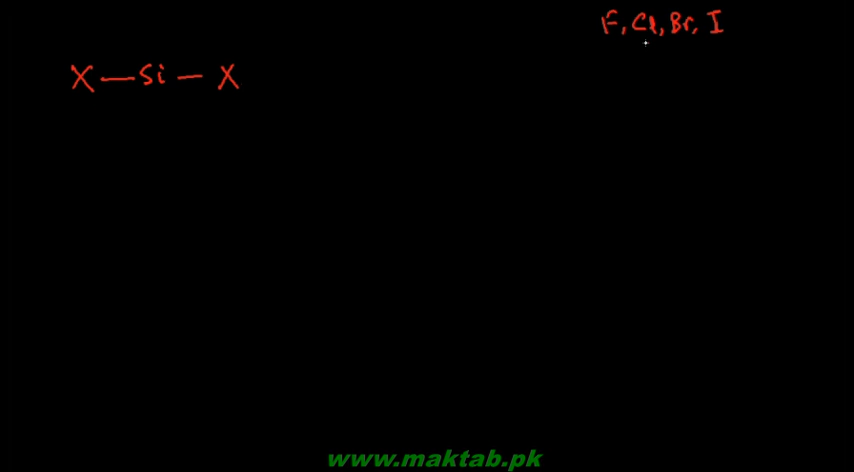 F, Cl, Br, I
X — Si — X
www.maktab.pk